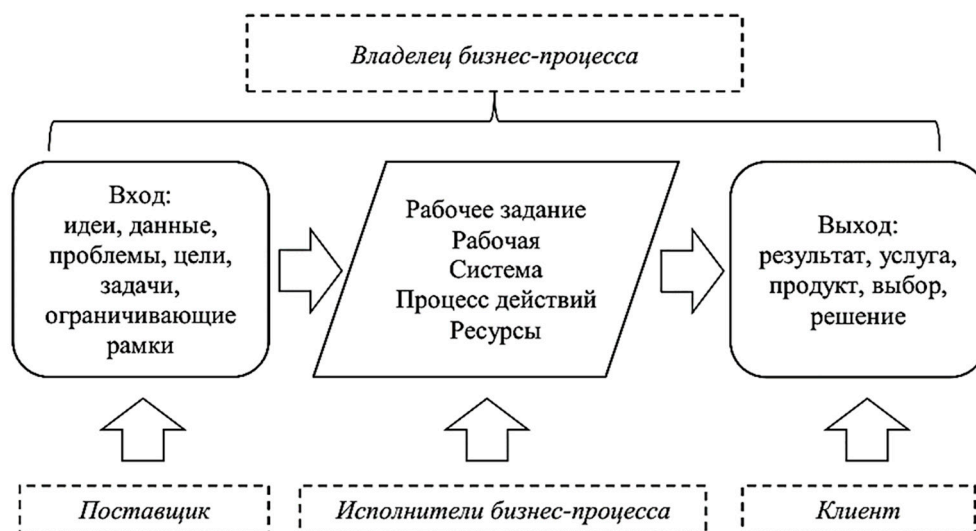 Владелец бизнес-процесса
Вход:
идеи, данные,
проблемы, цели,
задачи,
ограничивающие
рамки
Рабочее задание
Рабочая
Система
Процесс действий
Ресурсы
Выход:
результат, услуга,
продукт, выбор,
решение
Поставщик
Исполнители бизнес-процесса
Клиент